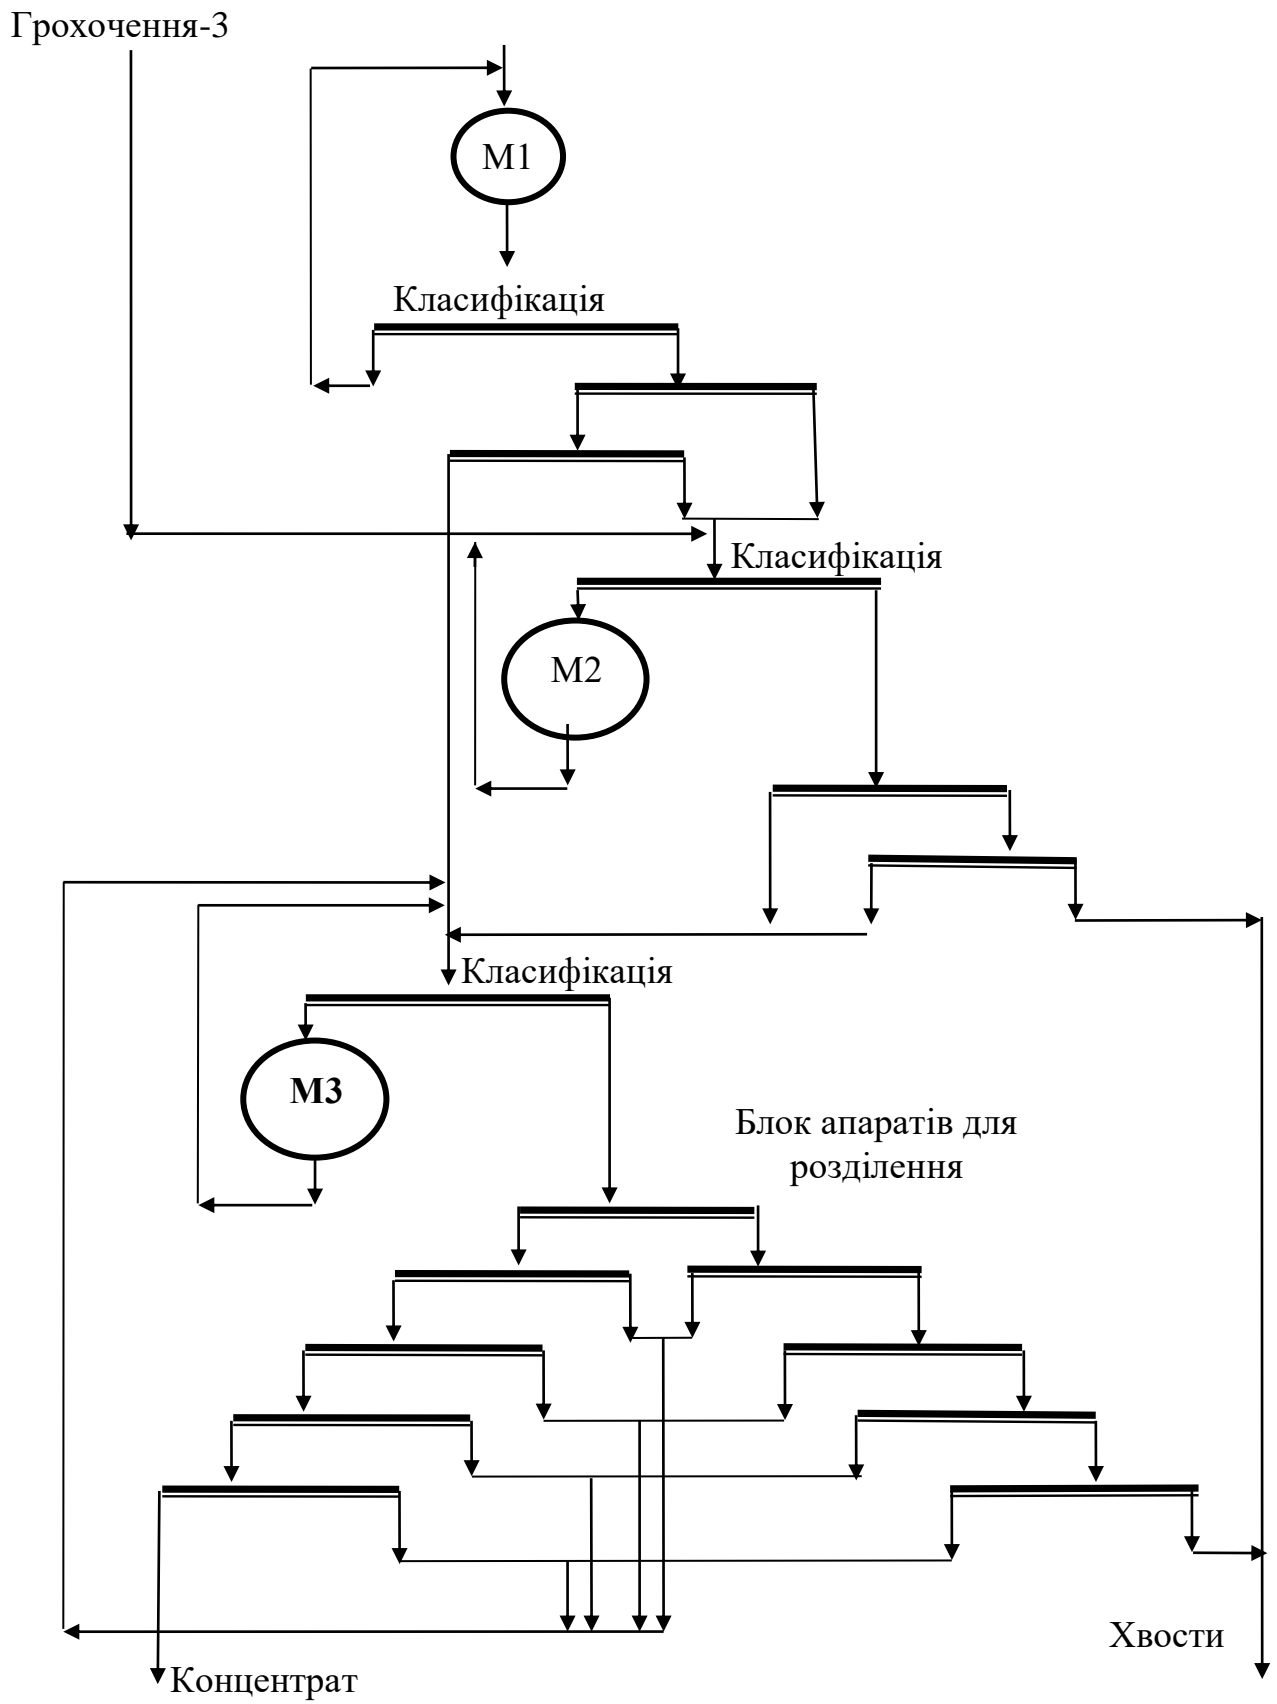 Грохочення-3
М1
Класифікація
Класифікація
М2
Класифікація
М3
Блок апаратів для
розділення
Хвости
Концентрат